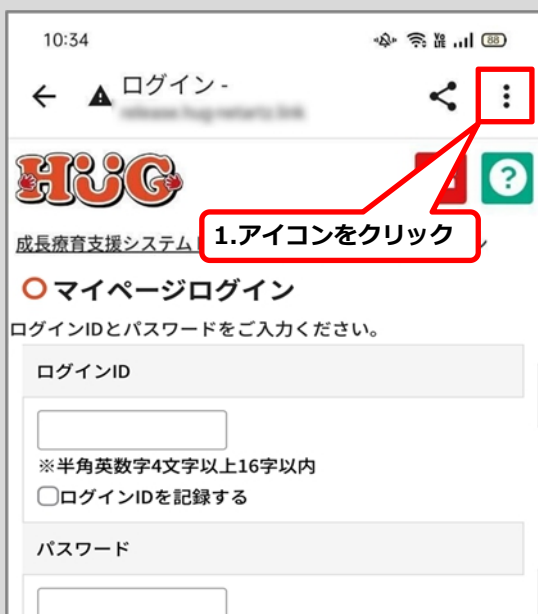 10:34
Vo LTE 88
ログイン -
HUG
?
1.アイコンをクリック
成長療育支援システム
マイページログイン
ログインIDとパスワードをご入力ください。
ログインID
※半角英数字4文字以上16字以内
ログインIDを記録する
パスワード